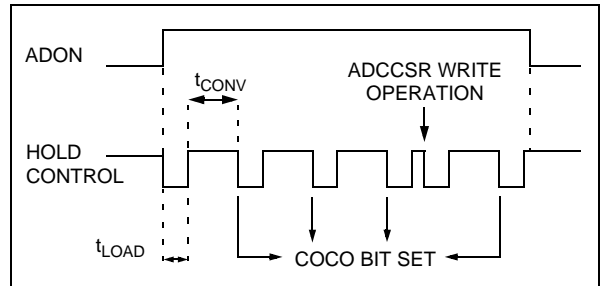 ADON
tCONV
ADCCSR WRITE
OPERATION
HOLD
CONTROL
tLOAD
COCO BIT SET